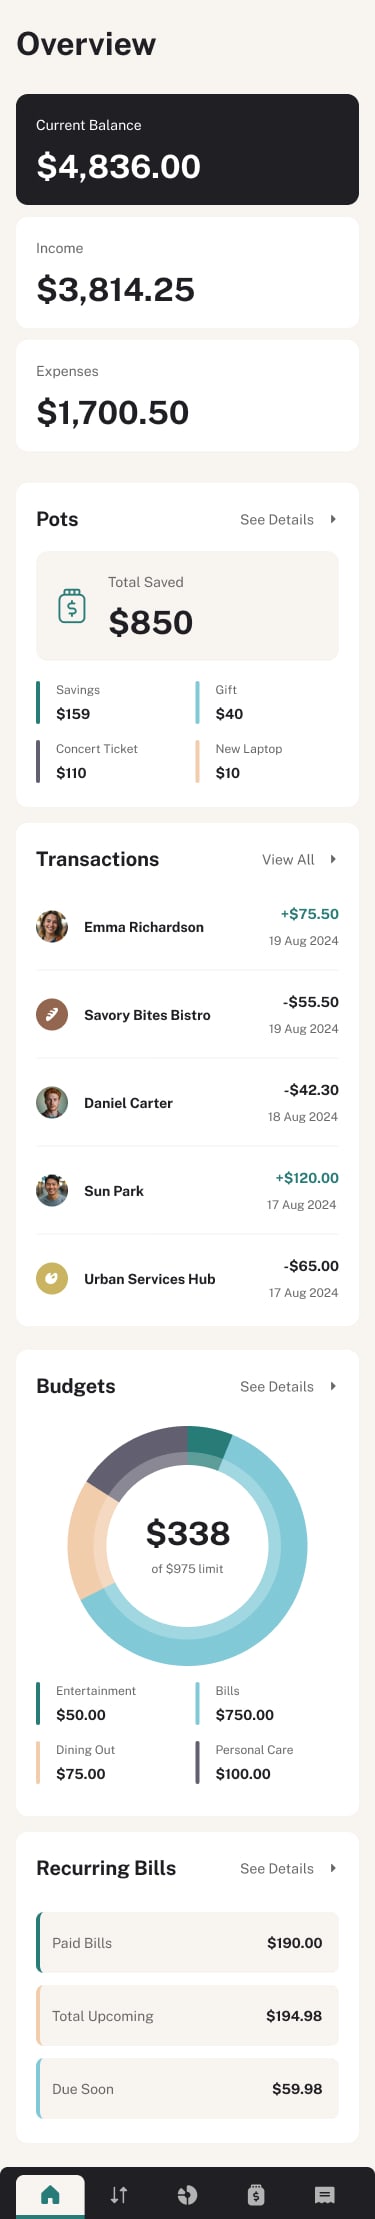 Overview
Current Balance
$4,836.00
Income
$3,814.25
Expenses
$1,700.50
Pots
See Details
Total Saved
$850
Savings
$159
Gift
$40
Concert Ticket
$110
New Laptop
$10
Transactions
View All
Emma Richardson
+$75.50
19 Aug 2024
Savory Bites Bistro
-$55.50
19 Aug 2024
Daniel Carter
-$42.30
18 Aug 2024
Sun Park
+$120.00
17 Aug 2024
Urban Services Hub
-$65.00
17 Aug 2024
Budgets
See Details
$338
of $975 limit
Entertainment
$50.00
Bills
$750.00
Dining Out
$75.00
Personal Care
$100.00
Recurring Bills
See Details
Paid Bills
$190.00
Total Upcoming
$194.98
Due Soon
$59.98